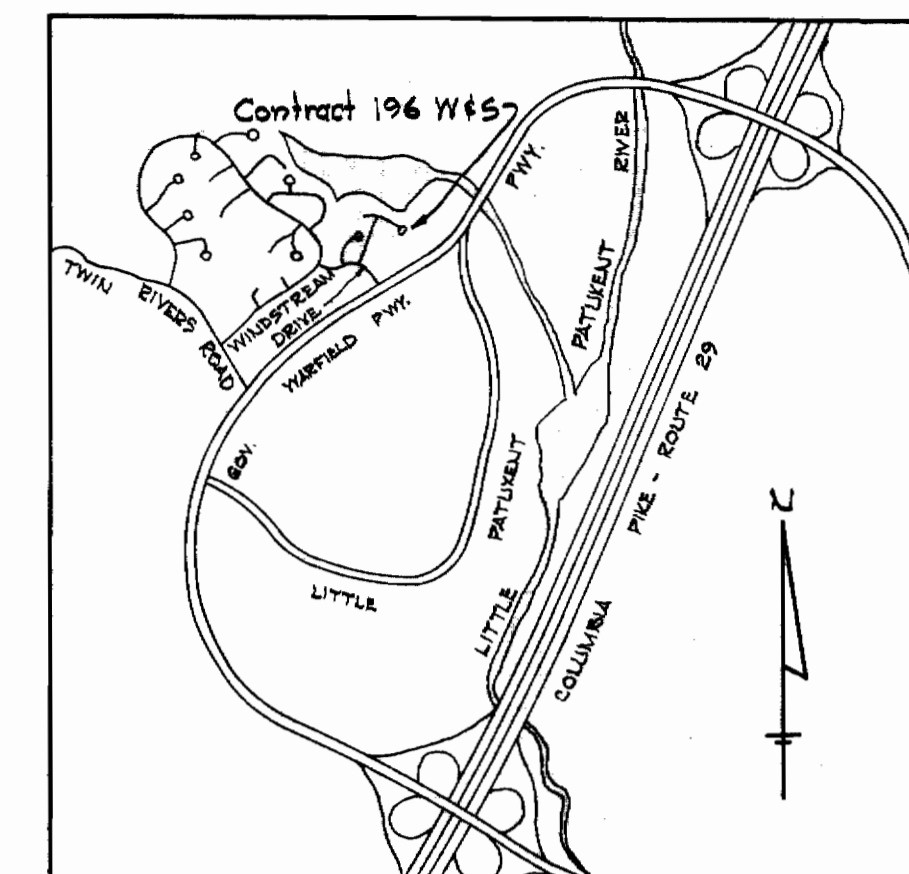 Contract 196 W&S
PWY.
RIVER
PATUXENT
TWIN RIVERS ROAD
WINDSTREAM
DRIVE
WARFIELD PWY.
GOV.
LITTLE
PATUXENT
LITTLE
COLUMBIA PIKE - ROUTE 29
N